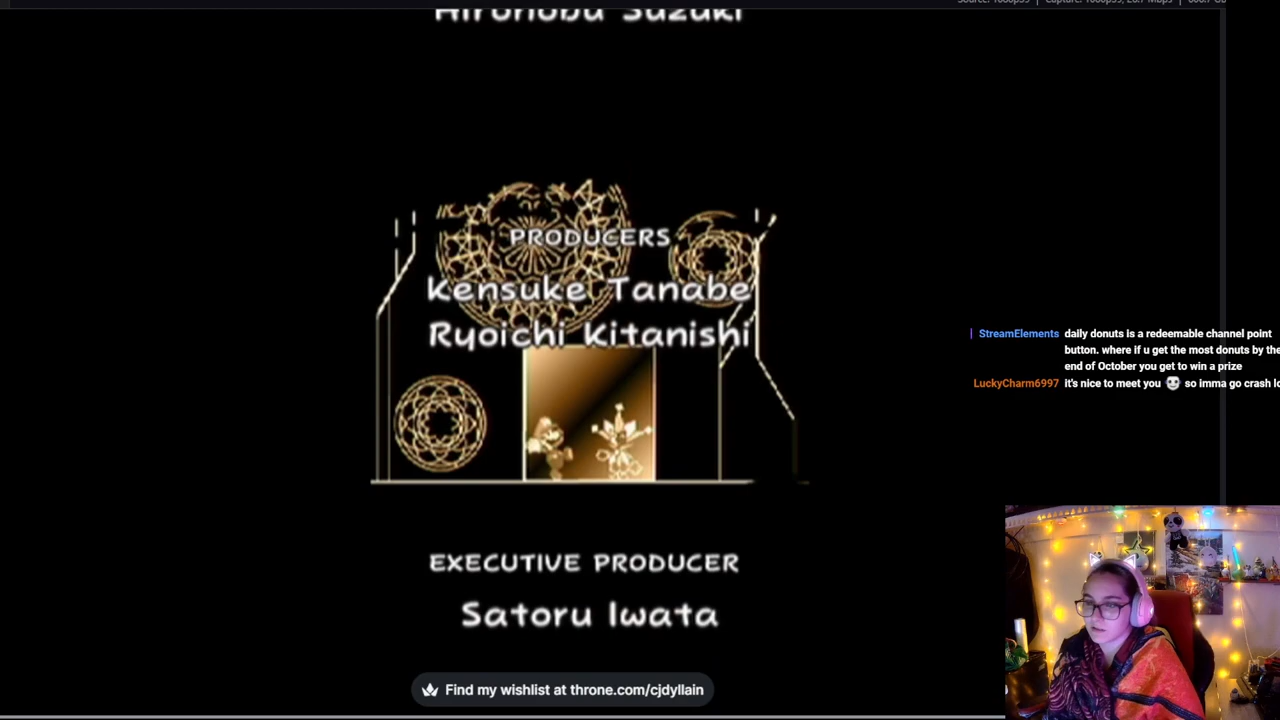 Hironobu Suzuki
PRODUCERS
Kensuke Tanabe
Ryoichi Kitanishi
EXECUTIVE PRODUCER
Satoru Iwata
Find my wishlist at throne.com/cjdyllain
StreamElements daily donuts is a redeemable channel point
button. where if u get the most donuts by the
end of October you get to win a prize
LuckyCharm6997 it's nice to meet you so imma go crash